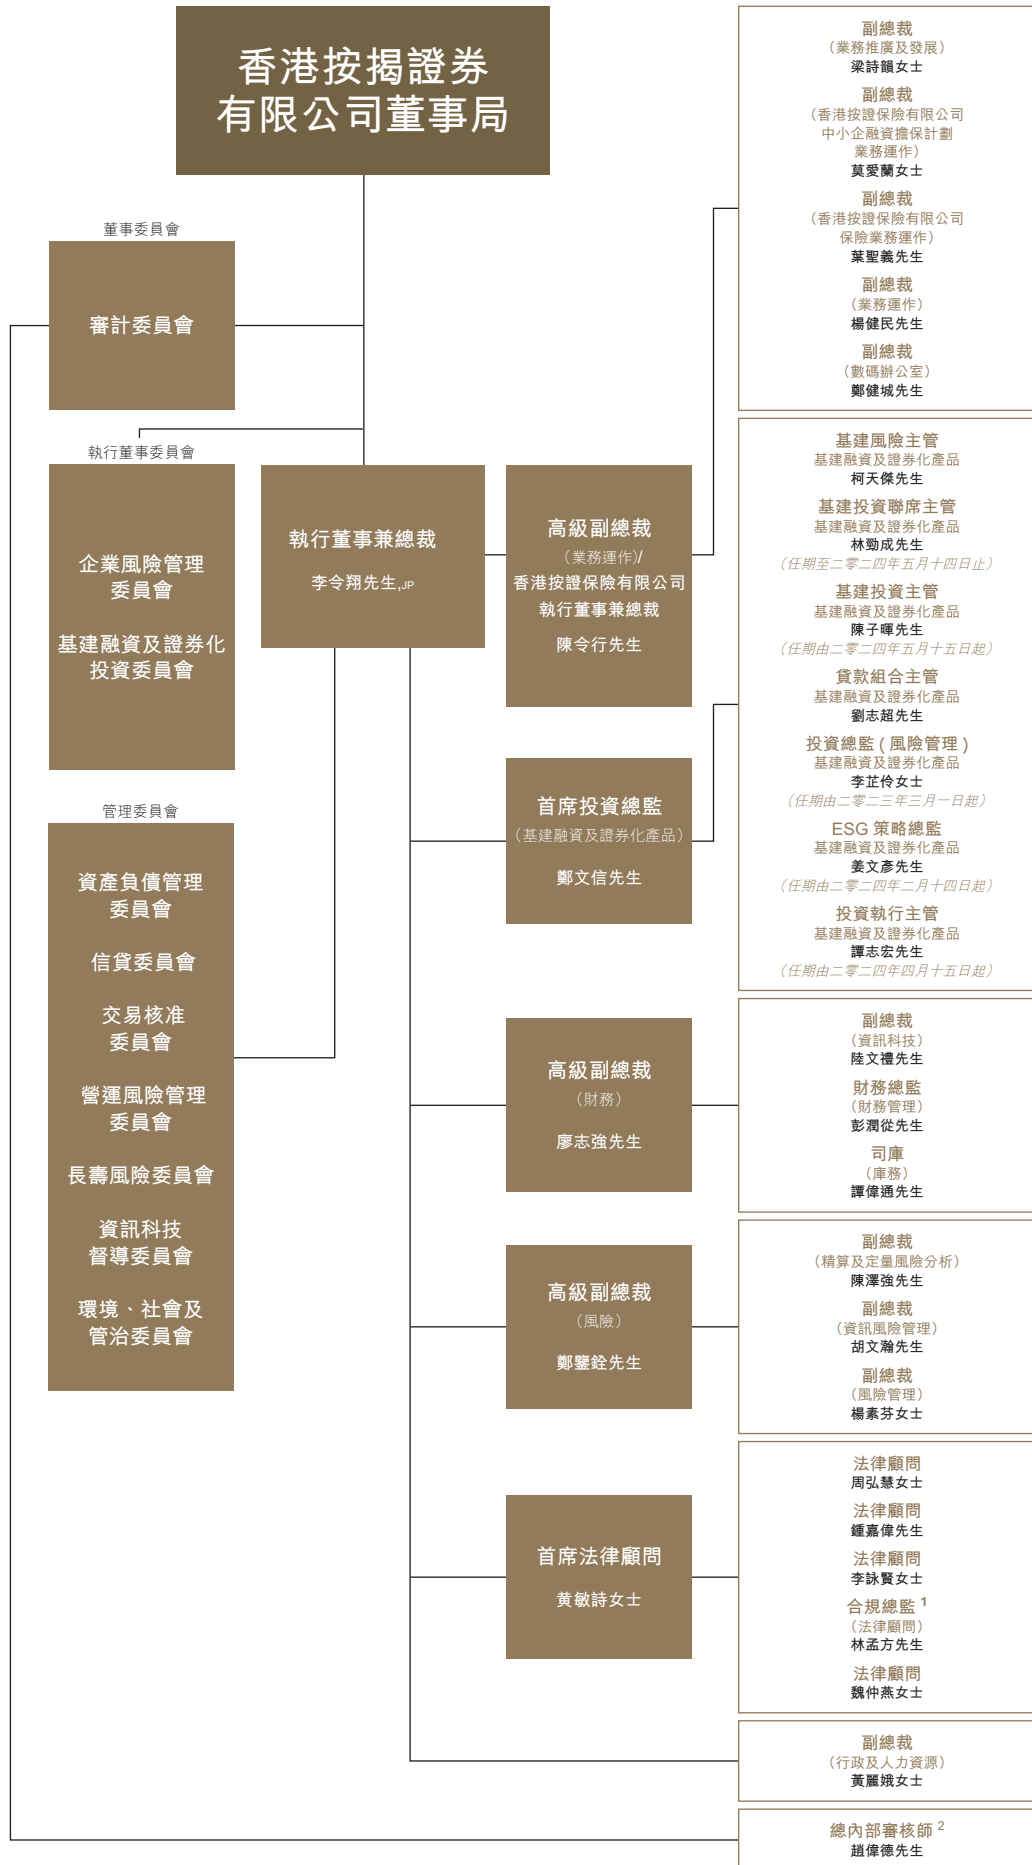 香港按揭證券
有限公司董事局
董事委員會
審計委員會
執行董事委員會
企業風險管理
委員會
基建融資及證券化
投資委員會
管理委員會
資產負債管理
委員會
信貸委員會
交易核准
委員會
營運風險管理
委員會
長壽風險委員會
資訊科技
督導委員會
環境、社會及
管治委員會
執行董事兼總裁
李令翔先生,JP
高級副總裁
（業務運作）/
香港按證保險有限公司
執行董事兼總裁
陳令行先生
首席投資總監
（基建融資及證券化產品）
鄭文信先生
高級副總裁
（財務）
廖志強先生
高級副總裁
（風險）
鄭鑒銓先生
首席法律顧問
黄敏詩女士
副總裁
（業務推廣及發展）
梁詩韻女士
副總裁
（香港按證保險有限公司
中小企融資擔保計劃
業務運作）
莫愛蘭女士
副總裁
（香港按證保險有限公司
保險業務運作）
葉聖義先生
副總裁
（業務運作）
楊健民先生
副總裁
（數碼辦公室）
鄭健城先生
基建風險主管
基建融資及證券化產品
柯天傑先生
基建投資聯席主管
基建融資及證券化產品
林勁成先生
（任期至二零二四年五月十四日止）
基建投資主管
基建融資及證券化產品
陳子暉先生
（任期由二零二四年五月十五日起）
貸款組合主管
基建融資及證券化產品
劉志超先生
投資總監 ( 風險管理 )
基建融資及證券化產品
李芷伶女士
（任期由二零二三年三月一日起）
ESG 策略總監
基建融資及證券化產品
姜文彥先生
（任期由二零二四年二月十四日起）
投資執行主管
基建融資及證券化產品
譚志宏先生
（任期由二零二四年四月十五日起）
副總裁
（資訊科技）
陸文禮先生
財務總監
（財務管理）
彭潤從先生
司庫
（庫務）
譚偉通先生
副總裁
（精算及定量風險分析）
陳澤強先生
副總裁
（資訊風險管理）
胡文瀚先生
副總裁
（風險管理）
楊素芬女士
法律顧問
周弘慧女士
法律顧問
鍾嘉偉先生
法律顧問
李詠賢女士
合規總監 1
（法律顧問）
林孟方先生
法律顧問
魏仲燕女士
副總裁
（行政及人力資源）
黃麗娥女士
總內部審核師 2
趙偉德先生